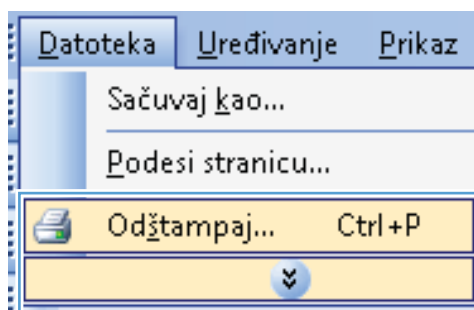 Datoteka Uređivanje Prikaz
Sačuvaj kao...
Podesi stranicu...
Odštampaj... Ctrl+P